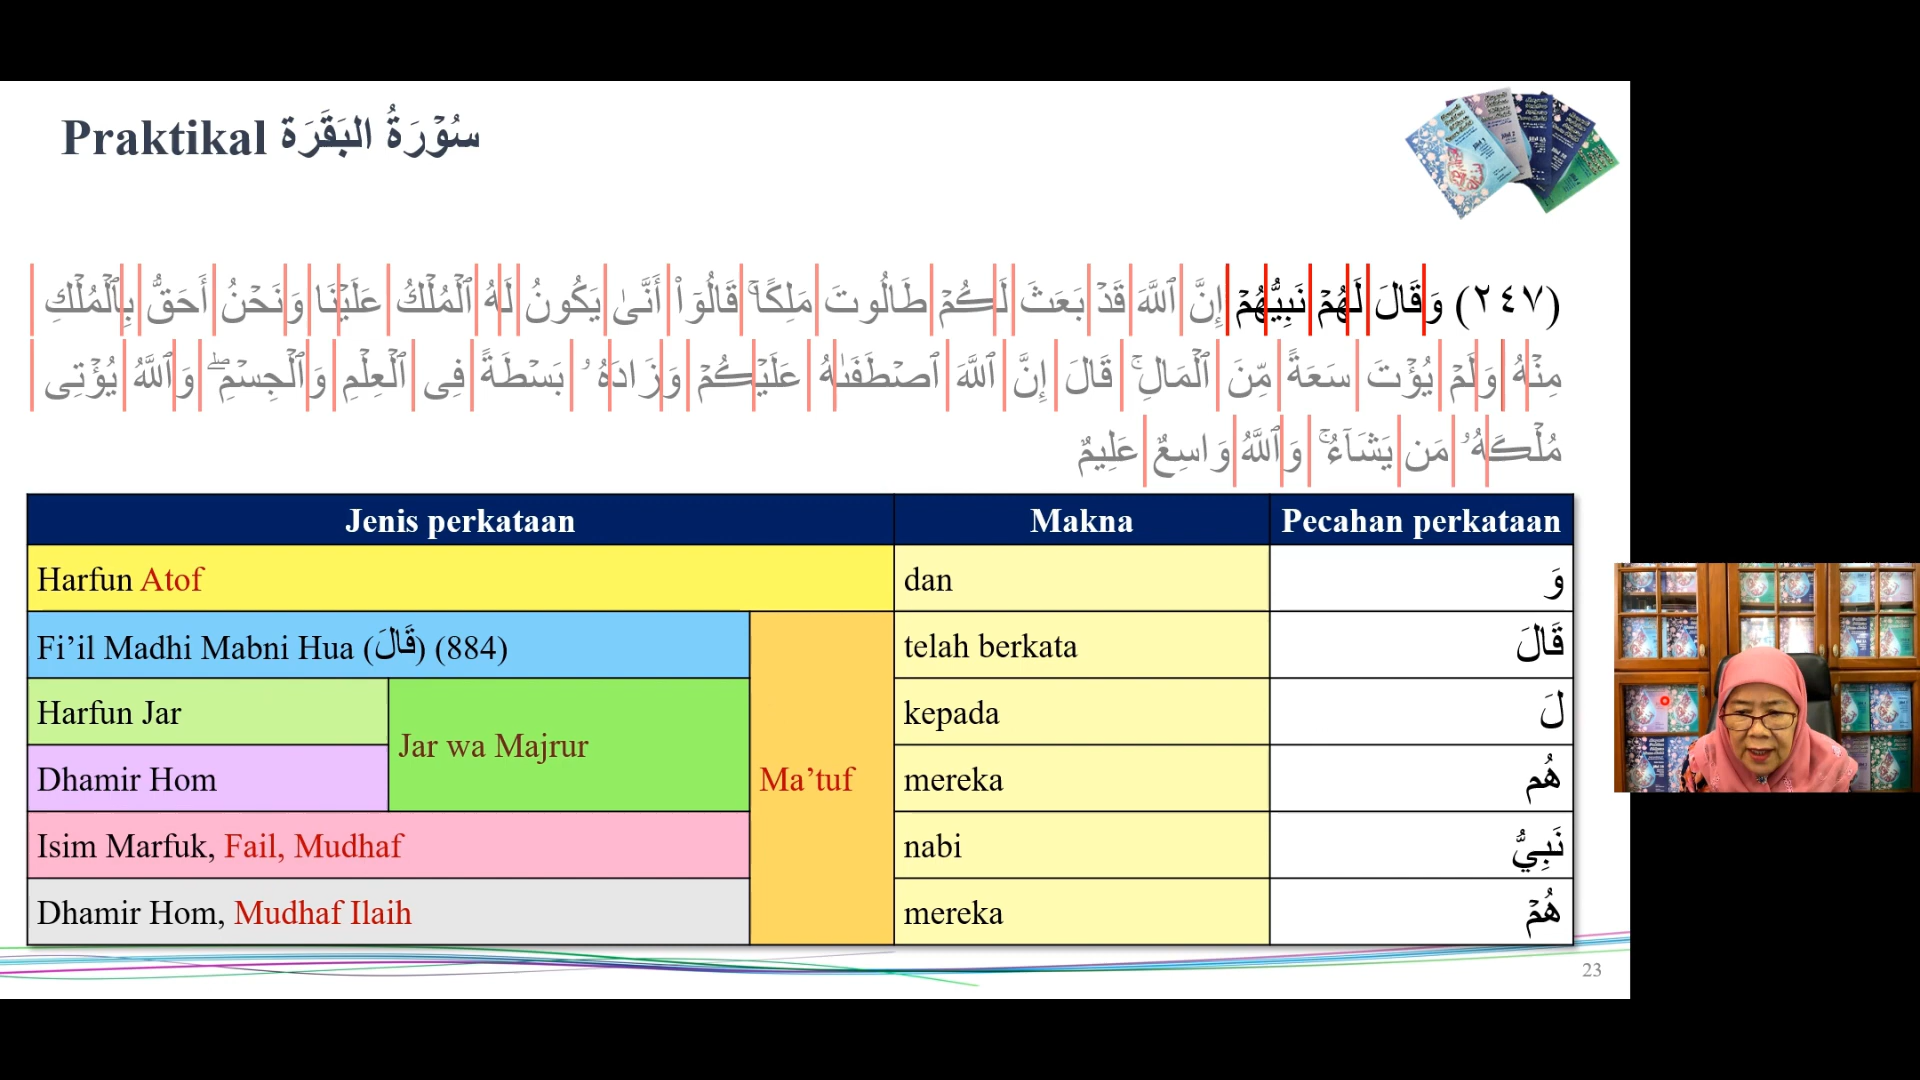 Praktikal سُوۡرَةُ البَقَرَة
(٢٤٧) وَقَالَ لَهُمۡ نَبِيُّهُمۡ إِنَّ ٱللَّهَ قَدۡ بَعَثَ لَكُمۡ طَالُوتَ مَلِكًاۚ قَالُوٓاْ أَنَّىٰ يَكُونُ لَهُ ٱلۡمُلۡكُ عَلَيۡنَا وَنَحۡنُ أَحَقُّ بِٱلۡمُلۡكِ
مِنۡهُ وَلَمۡ يُؤۡتَ سَعَةً مِّنَ ٱلۡمَالِۚ قَالَ إِنَّ ٱللَّهَ ٱصۡطَفَىٰهُ عَلَيۡكُمۡ وَزَادَهُۥ بَسۡطَةً فِى ٱلۡعِلۡمِ وَٱلۡجِسۡمِۖ وَٱللَّهُ يُؤۡتِى
مُلۡكَهُۥ مَن يَشَآءُۚ وَٱللَّهُ وَاسِعٌ عَلِيمٌ
Jenis perkataan Makna Pecahan perkataan
Harfun Atof dan وَ
Fi’il Madhi Mabni Hua (قَالَ) (884) telah berkata قَالَ
Harfun Jar kepada لَ
Jar wa Majrur
Dhamir Hom Ma’tuf mereka هُم
Isim Marfuk, Fail, Mudhaf nabi نَبِيُّ
Dhamir Hom, Mudhaf Ilaih mereka هُمۡ
23